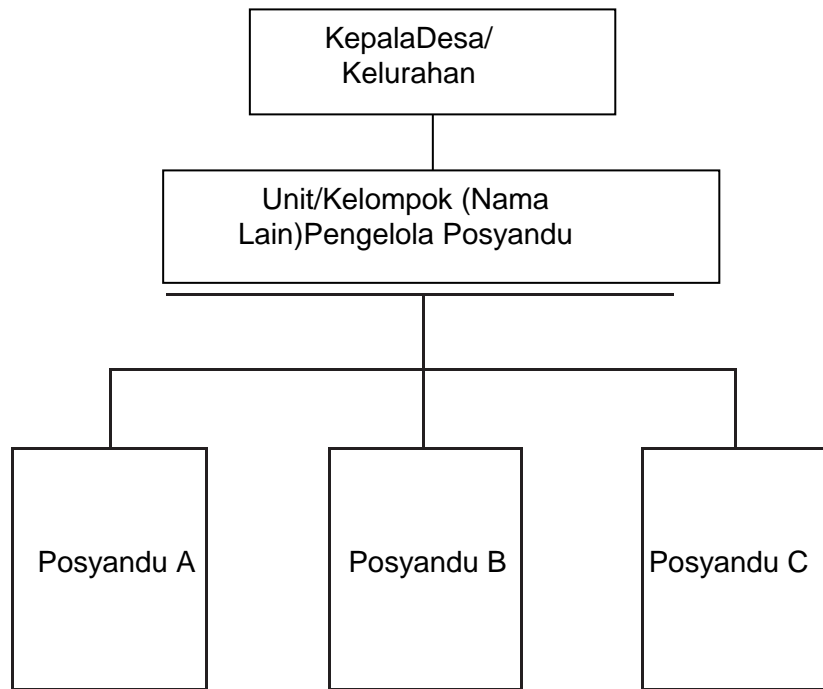 KepalaDesa/
Kelurahan
Unit/Kelompok (Nama
Lain)Pengelola Posyandu
Posyandu A
Posyandu B
Posyandu C